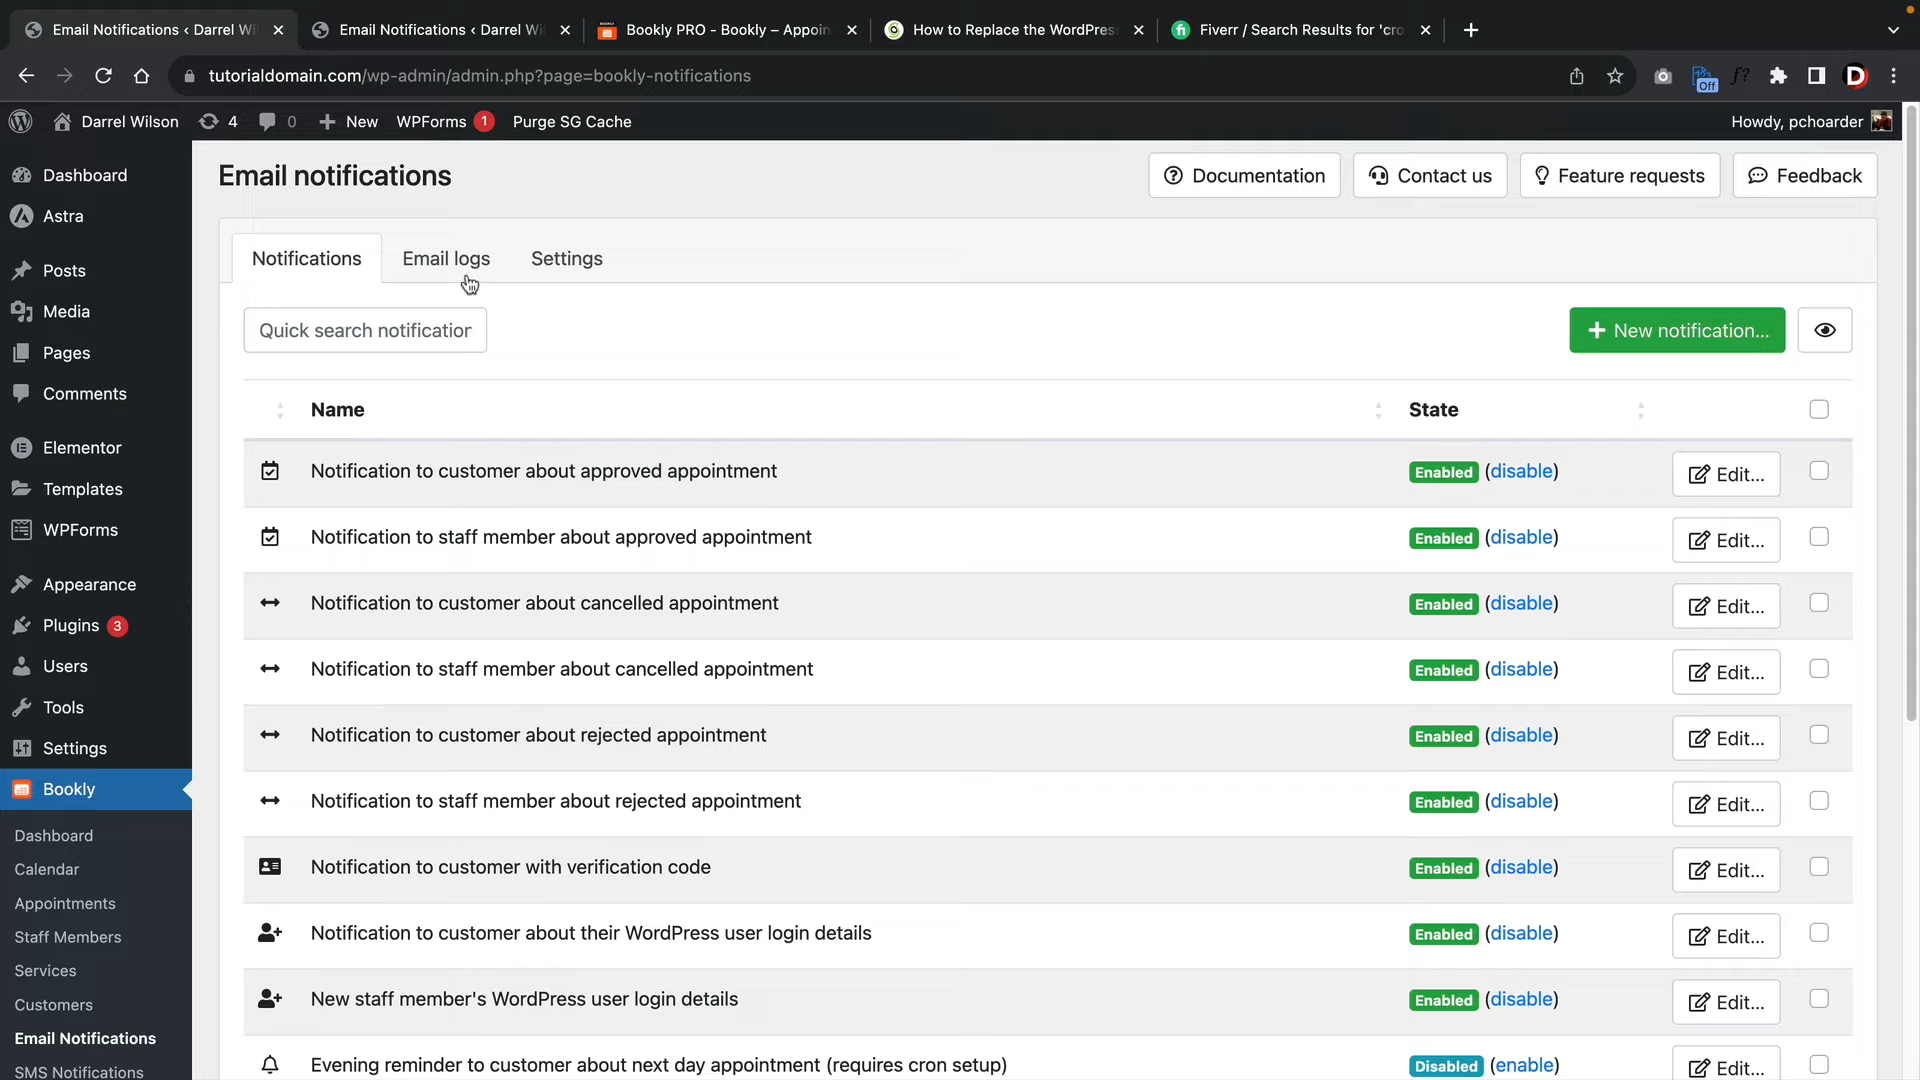 Email Notifications ‹ Darrel Wi
Email Notifications ‹ Darrel Wi
Bookly PRO - Bookly – Appoin
How to Replace the WordPres
Fiverr / Search Results for 'cro
tutorialdomain.com/wp-admin/admin.php?page=bookly-notifications
Off
f?
D
Darrel Wilson
4
0
New
WPForms 1
Purge SG Cache
Howdy, pchoarder
Dashboard
Astra
Posts
Media
Pages
Comments
Elementor
Templates
WPForms
Appearance
Plugins 3
Users
Tools
Settings
Bookly
Dashboard
Calendar
Appointments
Staff Members
Services
Customers
Email Notifications
SMS Notifications
Email notifications
Documentation
Contact us
Feature requests
Feedback
Notifications
Email logs
Settings
Quick search notification
+ New notification...
Name State
Notification to customer about approved appointment Enabled (disable) Edit...
Notification to staff member about approved appointment Enabled (disable) Edit...
Notification to customer about cancelled appointment Enabled (disable) Edit...
Notification to staff member about cancelled appointment Enabled (disable) Edit...
Notification to customer about rejected appointment Enabled (disable) Edit...
Notification to staff member about rejected appointment Enabled (disable) Edit...
Notification to customer with verification code Enabled (disable) Edit...
Notification to customer about their WordPress user login details Enabled (disable) Edit...
New staff member's WordPress user login details Enabled (disable) Edit...
Evening reminder to customer about next day appointment (requires cron setup) Disabled (enable) Edit...